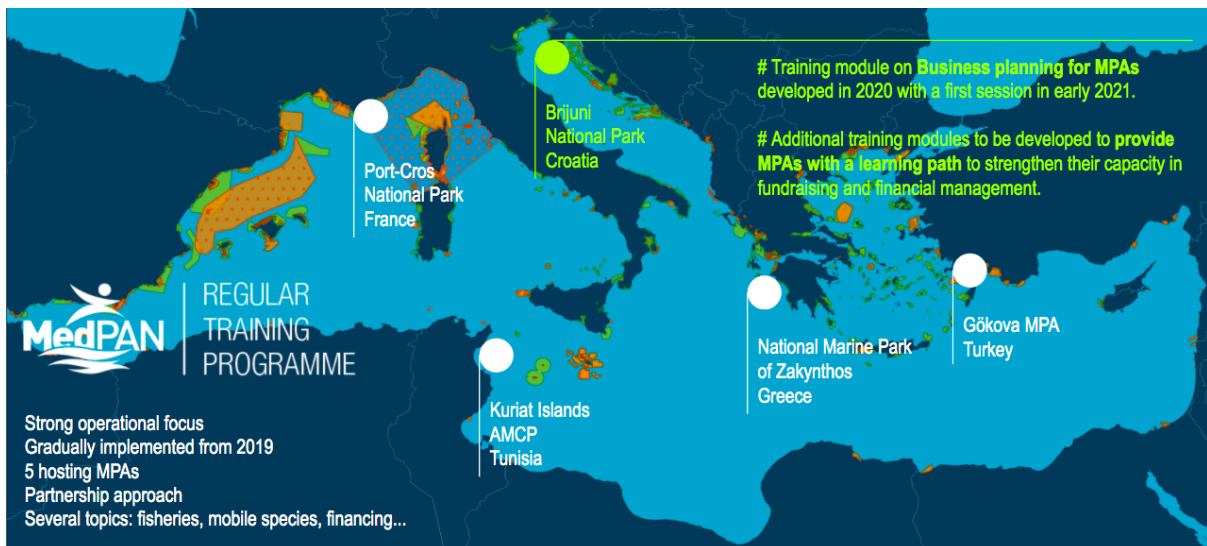 # Training module on Business planning for MPAs
developed in 2020 with a first session in early 2021.
# Additional training modules to be developed to provide
MPAs with a learning path to strengthen their capacity in
fundraising and financial management.
Brijuni
National Park
Croatia
Port-Cros
National Park
France
MedPAN
REGULAR
TRAINING
PROGRAMME
Gökova MPA
Turkey
National Marine Park
of Zakynthos
Greece
Kuriat Islands
AMCP
Tunisia
Strong operational focus
Gradually implemented from 2019
5 hosting MPAs
Partnership approach
Several topics: fisheries, mobile species, financing...